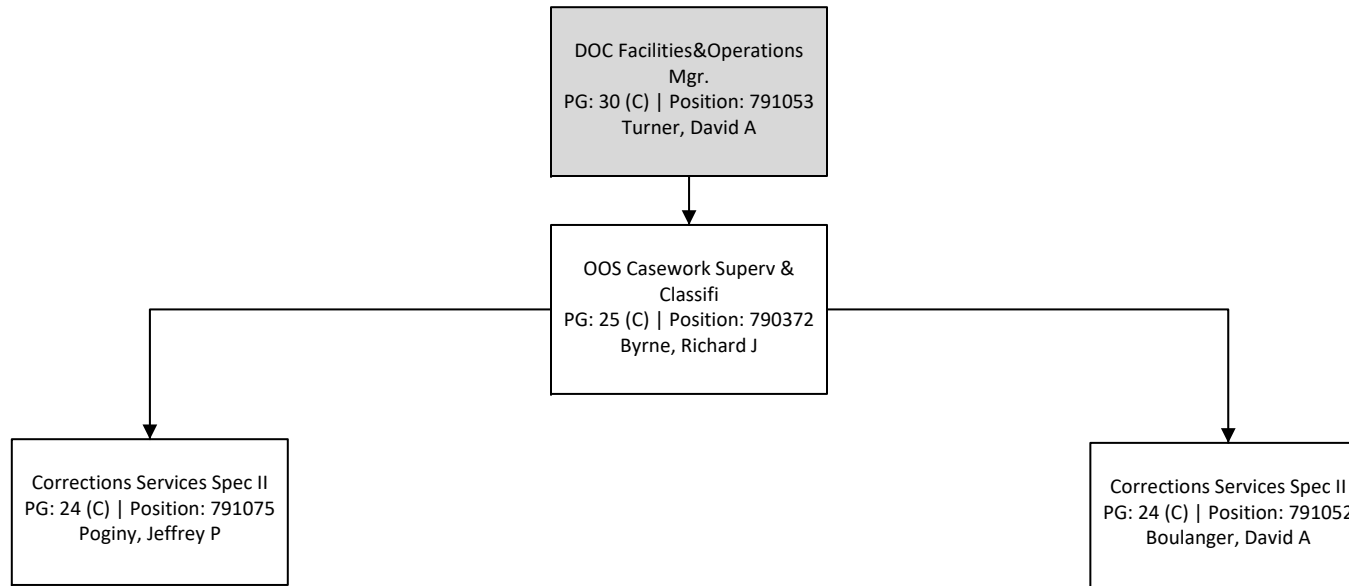 DOC Facilities&Operations
Mgr.
PG: 30 (C) | Position: 791053
Turner, David A
OOS Casework Superv &
Classifi
PG: 25 (C) | Position: 790372
Byrne, Richard J
Corrections Services Spec II
PG: 24 (C) | Position: 791075
Poginy, Jeffrey P
Corrections Services Spec II
PG: 24 (C) | Position: 791052
Boulanger, David A